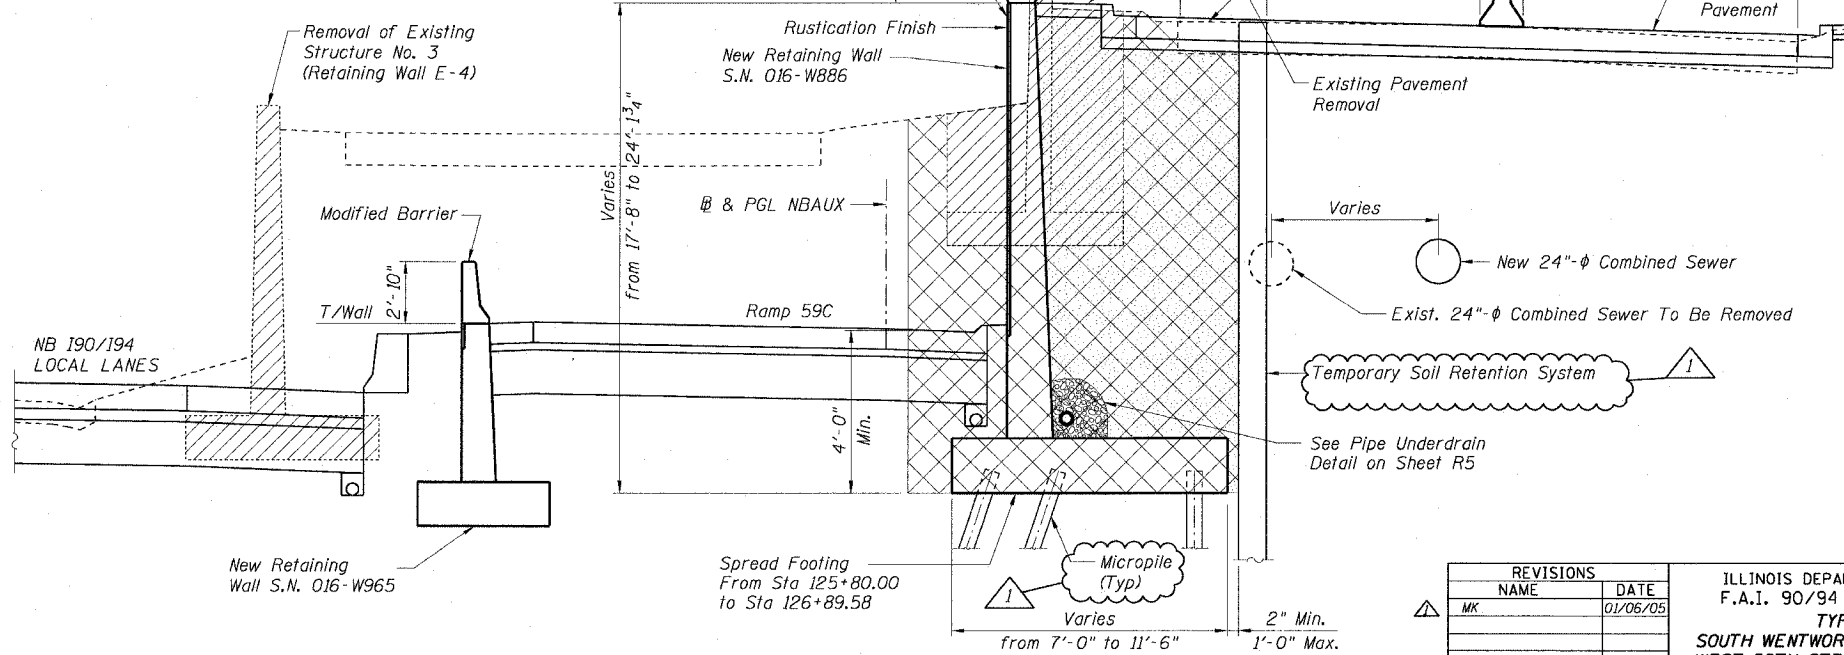 Pavement
Removal of Existing
Structure No. 3
(Retaining Wall E-4)
Rustication Finish
New Retaining Wall
S.N. 016-W886
Existing Pavement
Removal
Varies
from 17'-8" to 24'-1¾"
℄ & PGL NBAUX
Modified Barrier
Varies
New 24"-ϕ Combined Sewer
2'-10"
T/Wall
Ramp 59C
Exist. 24"-ϕ Combined Sewer To Be Removed
NB I90/I94
LOCAL LANES
Temporary Soil Retention System
1
4'-0"
Min.
See Pipe Underdrain
Detail on Sheet R5
New Retaining
Wall S.N. 016-W965
Spread Footing
From Sta 125+80.00
to Sta 126+89.58
Micropile
(Typ)
1
Varies
from 7'-0" to 11'-6"
2" Min.
1'-0" Max.
REVISIONS
NAME DATE
1 MK 01/06/05
ILLINOIS DEPA
F.A.I. 90/94
TYP
SOUTH WENTWOR